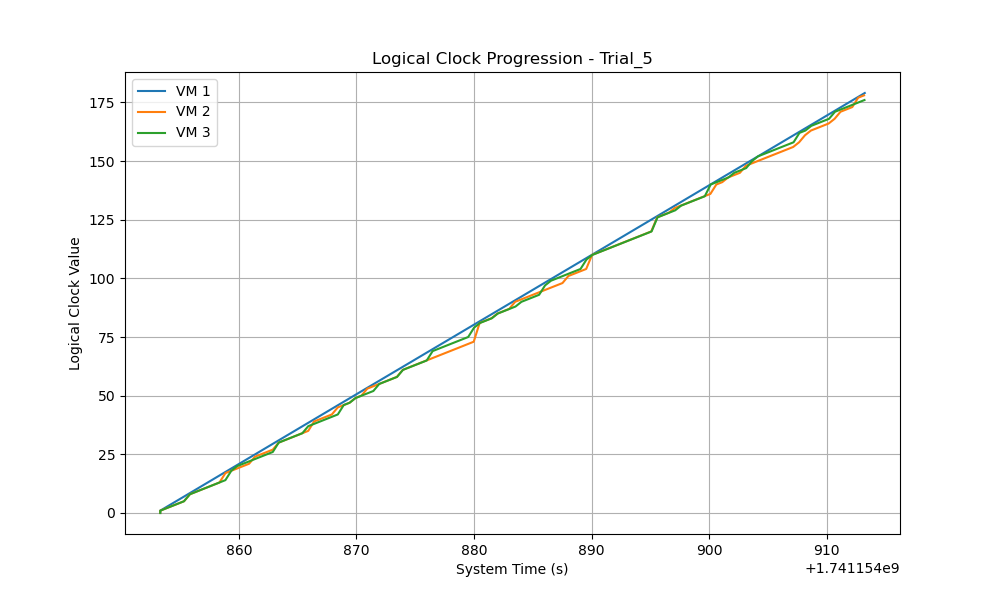 Logical Clock Progression - Trial_5
VM 1
VM 2
VM 3
Logical Clock Value
175
150
125
100
75
50
25
0
860 870 880 890 900 910
System Time (s)
+1.741154e9